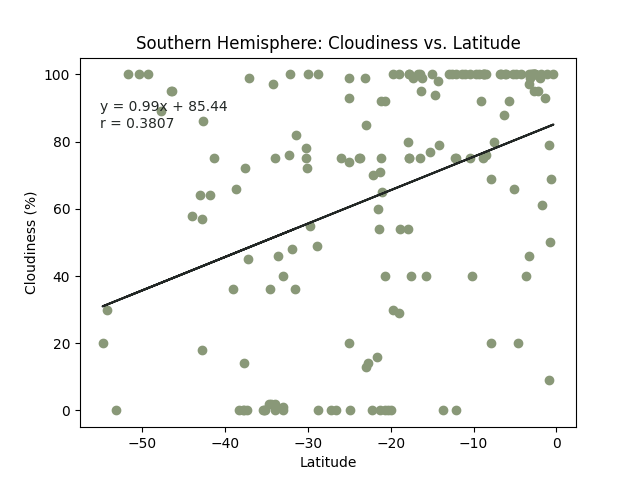 Southern Hemisphere: Cloudiness vs. Latitude
100
y = 0.99x + 85.44
r = 0.3807
80
60
40
20
0
Cloudiness (%)
−50
−40
−30
−20
−10
0
Latitude